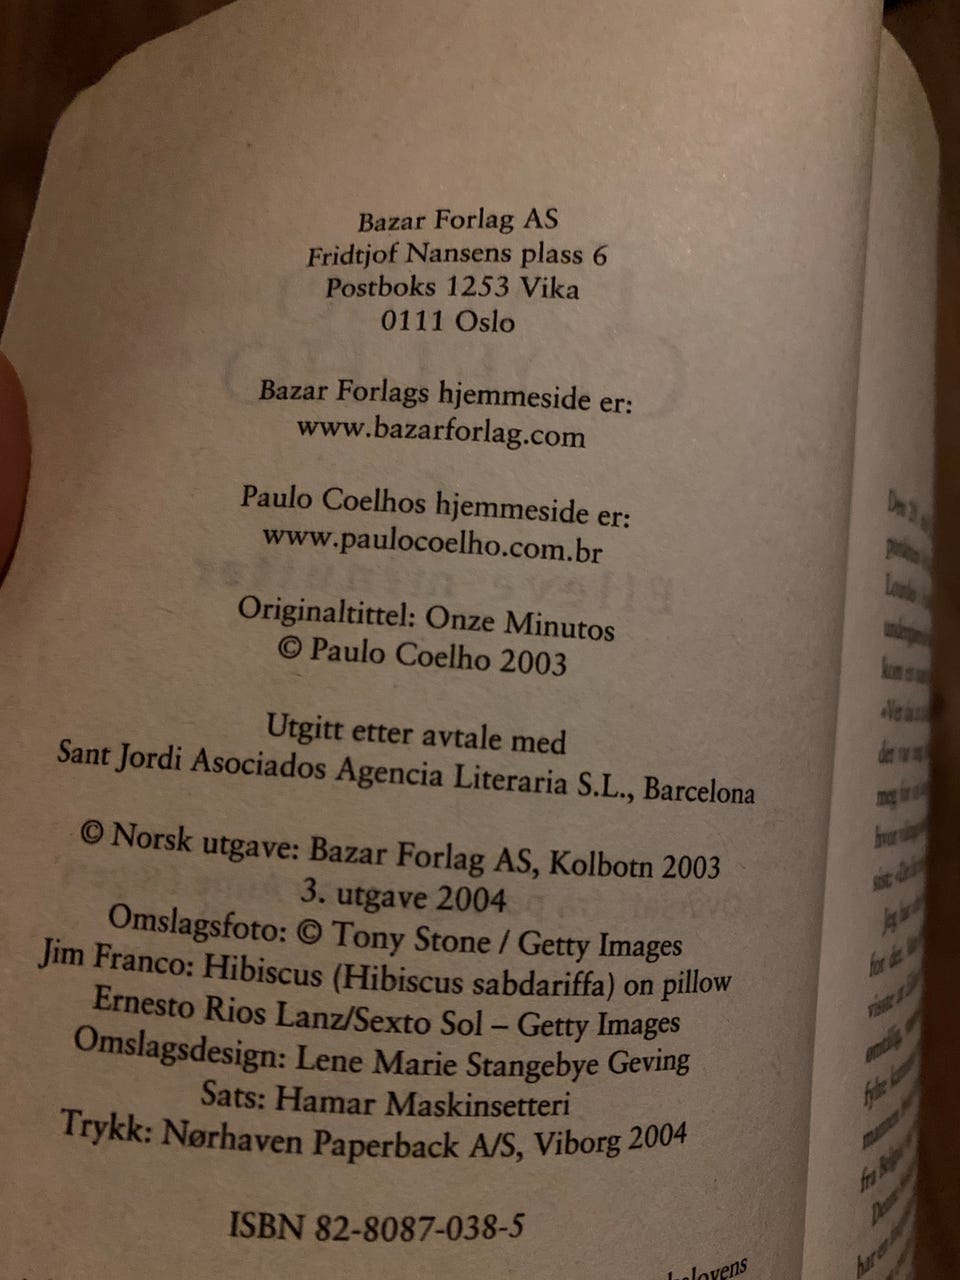 Bazar Forlag AS
Fridtjof Nansens plass 6
Postboks 1253 Vika
0111 Oslo
Bazar Forlags hjemmeside er:
www.bazarforlag.com
Paulo Coelhos hjemmeside er:
www.paulocoelho.com.br
Originaltittel: Onze Minutos
© Paulo Coelho 2003
Utgitt etter avtale med
Sant Jordi Asociados Agencia Literaria S.L., Barcelona
© Norsk utgave: Bazar Forlag AS, Kolbotn 2003
3. utgave 2004
Omslagsfoto: © Tony Stone / Getty Images
Jim Franco: Hibiscus (Hibiscus sabdariffa) on pillow
Ernesto Rios Lanz/Sexto Sol – Getty Images
Omslagsdesign: Lene Marie Stangebye Geving
Sats: Hamar Maskinsetteri
Trykk: Nørhaven Paperback A/S, Viborg 2004
ISBN 82-8087-038-5